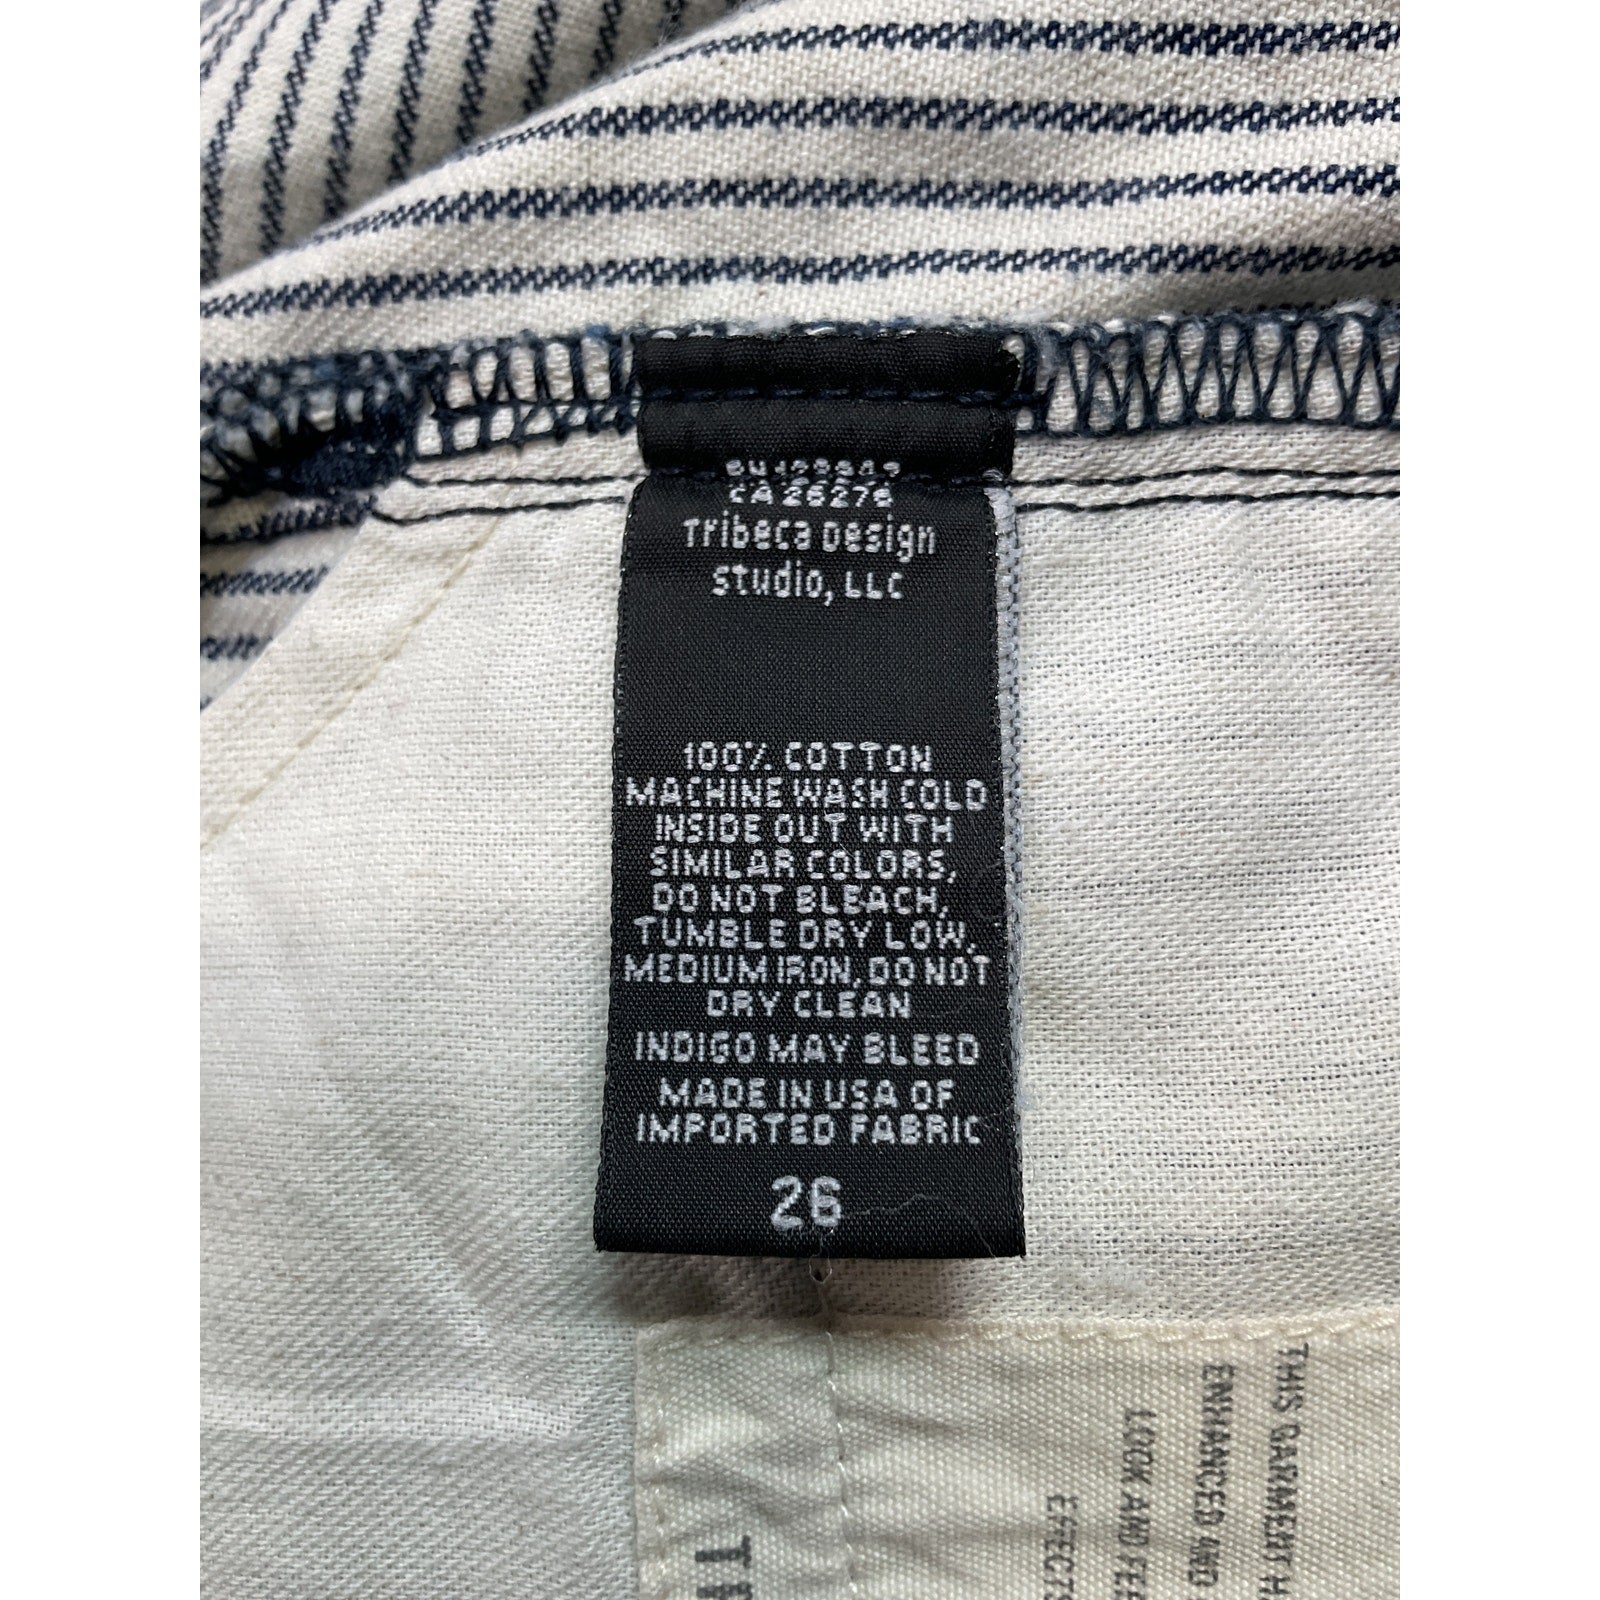 CA 26276
Tribeca Design
Studio, LLC
100% COTTON
MACHINE WASH COLD
INSIDE OUT WITH
SIMILAR COLORS,
DO NOT BLEACH,
TUMBLE DRY LOW,
MEDIUM IRON, DO NOT
DRY CLEAN
INDIGO MAY BLEED
MADE IN USA OF
IMPORTED FABRIC
26
THIS GARMENT
ENHANCED AND
LOOK AND